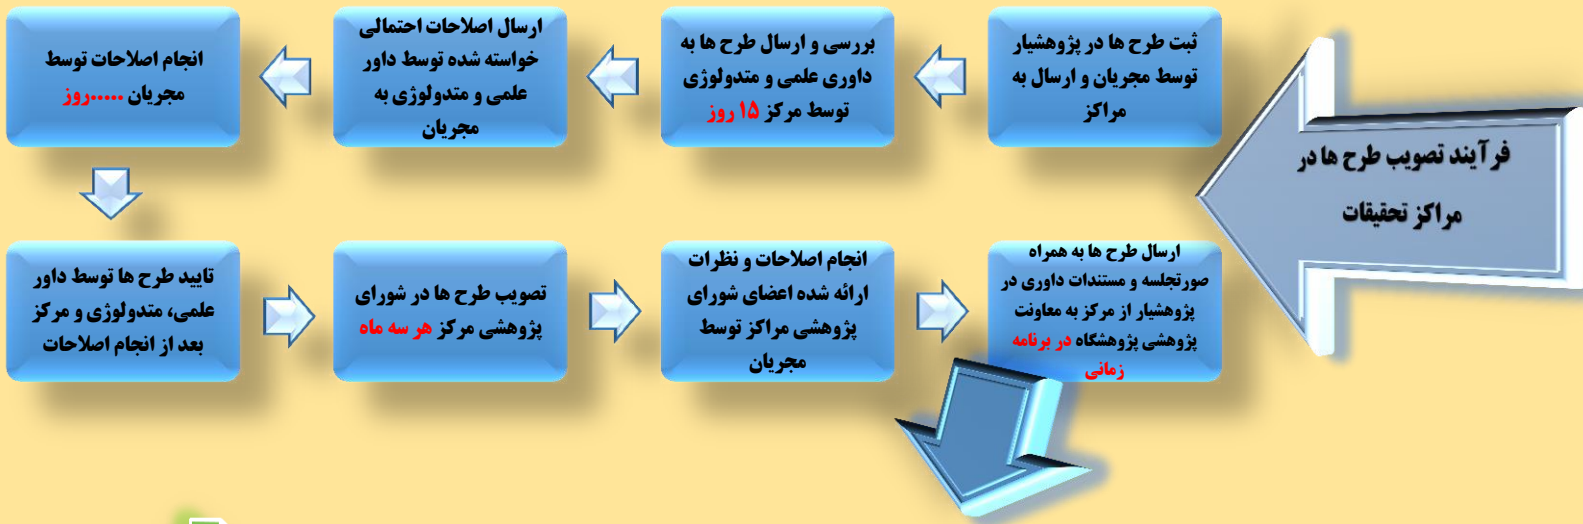 فرآیند تصویب طرح ها در
مراکز تحقیقات
ثبت طرح ها در پژوهشیار
توسط مجریان و ارسال به
مراکز
بررسی و ارسال طرح ها به
داوری علمی و متدولوژی
توسط مرکز ۱۵ روز
ارسال اصلاحات احتمالی
خواسته شده توسط داور
علمی و متدولوژی به
مجریان
انجام اصلاحات توسط
مجریان .....روز
تایید طرح ها توسط داور
علمی، متدولوژی و مرکز
بعد از انجام اصلاحات
تصویب طرح ها در شورای
پژوهشی مرکز هر سه ماه
انجام اصلاحات و نظرات
ارائه شده اعضای شورای
پژوهشی مراکز توسط
مجریان
ارسال طرح ها به همراه
صورتجلسه و مستندات داوری در
پژوهشیار از مرکز به معاونت
پژوهشی پژوهشگاه در برنامه
زمانی